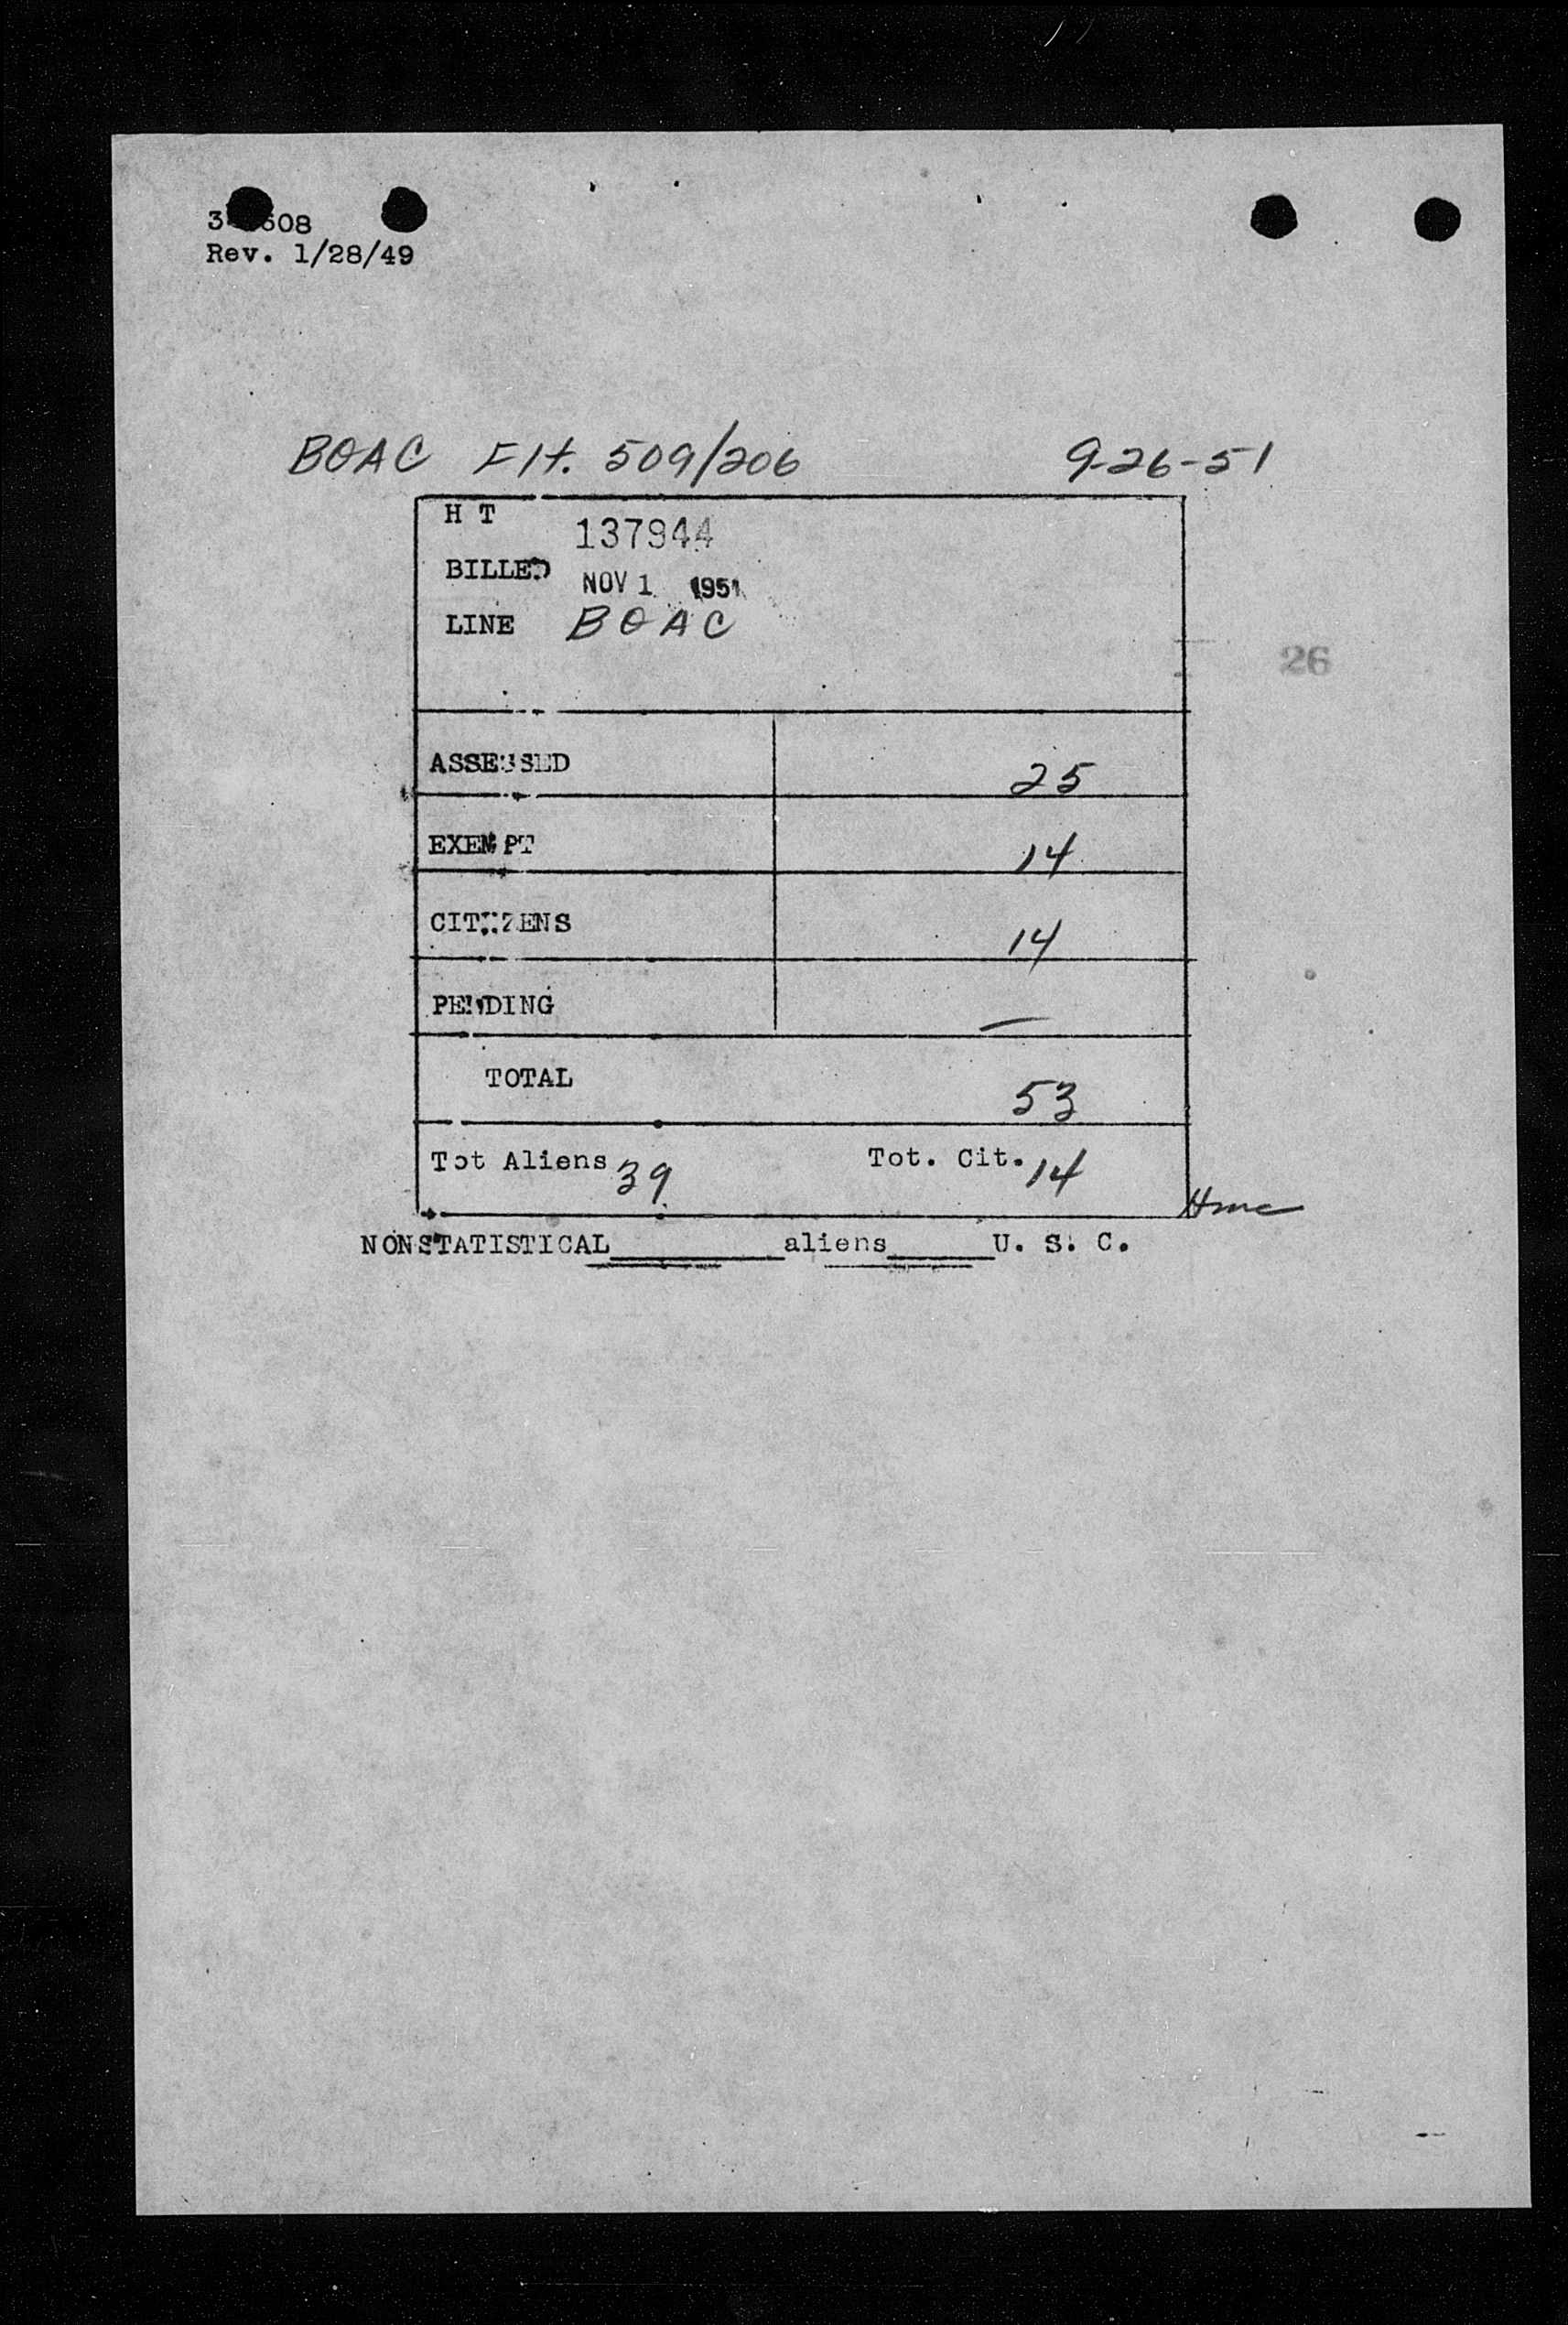 Rev. 1/28/49
BOAC Flt. 509/206 9-26-51
H T 137944
BILLED NOV 1 1951
LINE BOAC
26
ASSESSED 25
EXEMPT 14
CITIZENS 14
PENDING —
TOTAL 53
Tot Aliens 39 Tot. Cit. 14
NONSTATISTICAL aliens U. S. C.